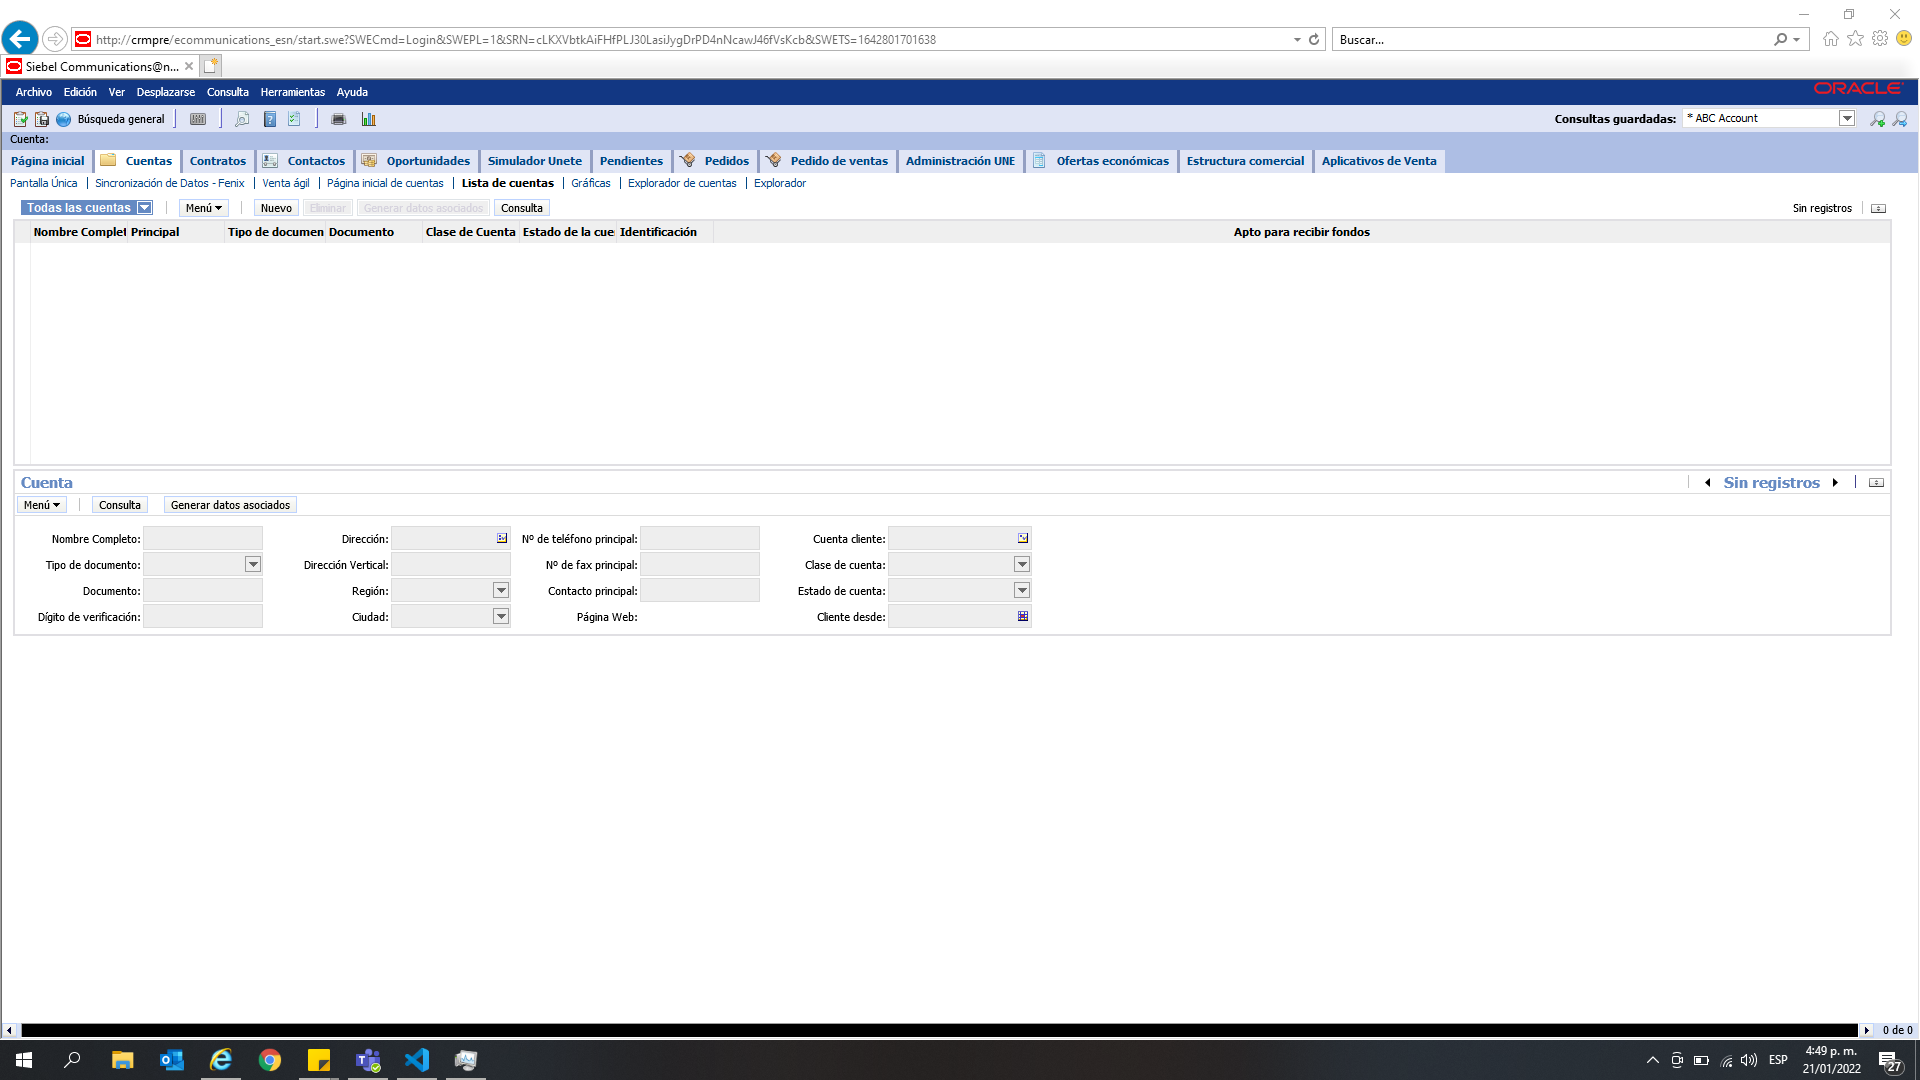 http://crmpre/ecommunications_esn/start.swe?SWECmd=Login&SWEPL=1&SRN=cLKXVbtkAiFHfPLJ30LasiJygDrPD4nNcawJ46fVsKcb&SWETS=1642801701638
Buscar...
Siebel Communications@n...
Archivo Edición Ver Desplazarse Consulta Herramientas Ayuda
ORACLE
Búsqueda general
Consultas guardadas: * ABC Account
Cuenta:
Página inicial Cuentas Contratos Contactos Oportunidades Simulador Unete Pendientes Pedidos Pedido de ventas Administración UNE Ofertas económicas Estructura comercial Aplicativos de Venta
Pantalla Única Sincronización de Datos - Fenix Venta ágil Página inicial de cuentas Lista de cuentas Gráficas Explorador de cuentas Explorador
Todas las cuentas Menú Nuevo Eliminar Generar datos asociados Consulta Sin registros
Nombre Complet Principal Tipo de documen Documento Clase de Cuenta Estado de la cuei Identificación Apto para recibir fondos
Cuenta Sin registros
Menú Consulta Generar datos asociados
Nombre Completo: Dirección: Nº de teléfono principal: Cuenta cliente:
Tipo de documento: Dirección Vertical: Nº de fax principal: Clase de cuenta:
Documento: Región: Contacto principal: Estado de cuenta:
Dígito de verificación: Ciudad: Página Web: Cliente desde:
0 de 0
ESP
4:49 p. m.
21/01/2022
27